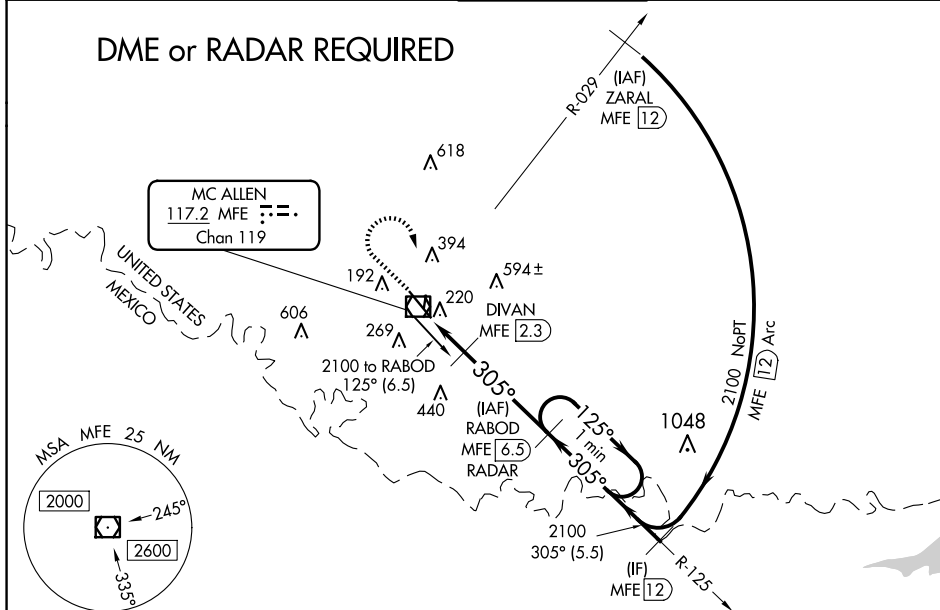 DME or RADAR REQUIRED
R-029
(IAF)
ZARAL
MFE 12
618
MC ALLEN
117.2 MFE
Chan 119
394
192
594±
UNITED STATES
MEXICO
220
DIVAN
MFE 2.3
606
269
2100 to RABOD
125° (6.5)
305°
2100 NoPT
MFE 12 Arc
440
(IAF)
RABOD
MFE 6.5
RADAR
125°
1 min
305°
1048
MSA MFE 25 NM
2000
245°
2600
335°
2100
305° (5.5)
(IF)
MFE 12
R-125